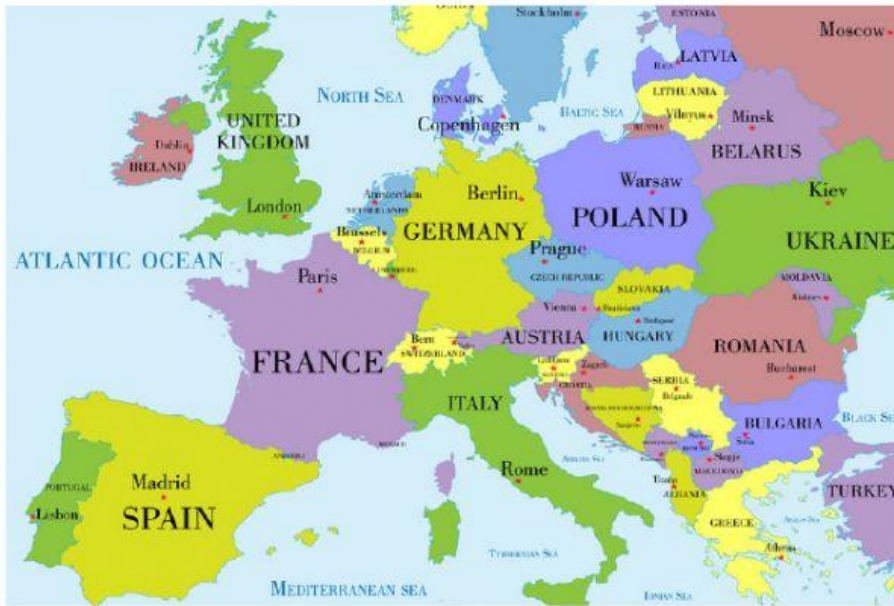 Stockholm
ESTONIA
Moscow
Riga
LATVIA
NORTH SEA
DENMARK
BALTIC SEA
LITHUANIA
Vilnyus
Copenhagen
RUSSIA
Minsk
UNITED
KINGDOM
Dublin
IRELAND
BELARUS
Amsterdam
NETHERLANDS
Berlin
Warsaw
Kiev
London
POLAND
Brussels
BELGIUM
GERMANY
UKRAINE
ATLANTIC OCEAN
Prague
CZECH REPUBLIC
Paris
SLOVAKIA
MOLDAVIA
Vienna
Bratislava
Budapest
AUSTRIA
HUNGARY
Bern
SWITZERLAND
FRANCE
ROMANIA
Zagreb
CROATIA
Bucharest
SERBIA
Belgrade
ITALY
BULGARIA
BLACK SEA
Sofia
MONACO
Skopje
MACEDONIA
Rome
Madrid
PORTUGAL
Lisbon
SPAIN
ALBANIA
TURKEY
GREECE
Athens
TYRRHENIAN SEA
MEDITERRANEAN SEA
IONIAN SEA